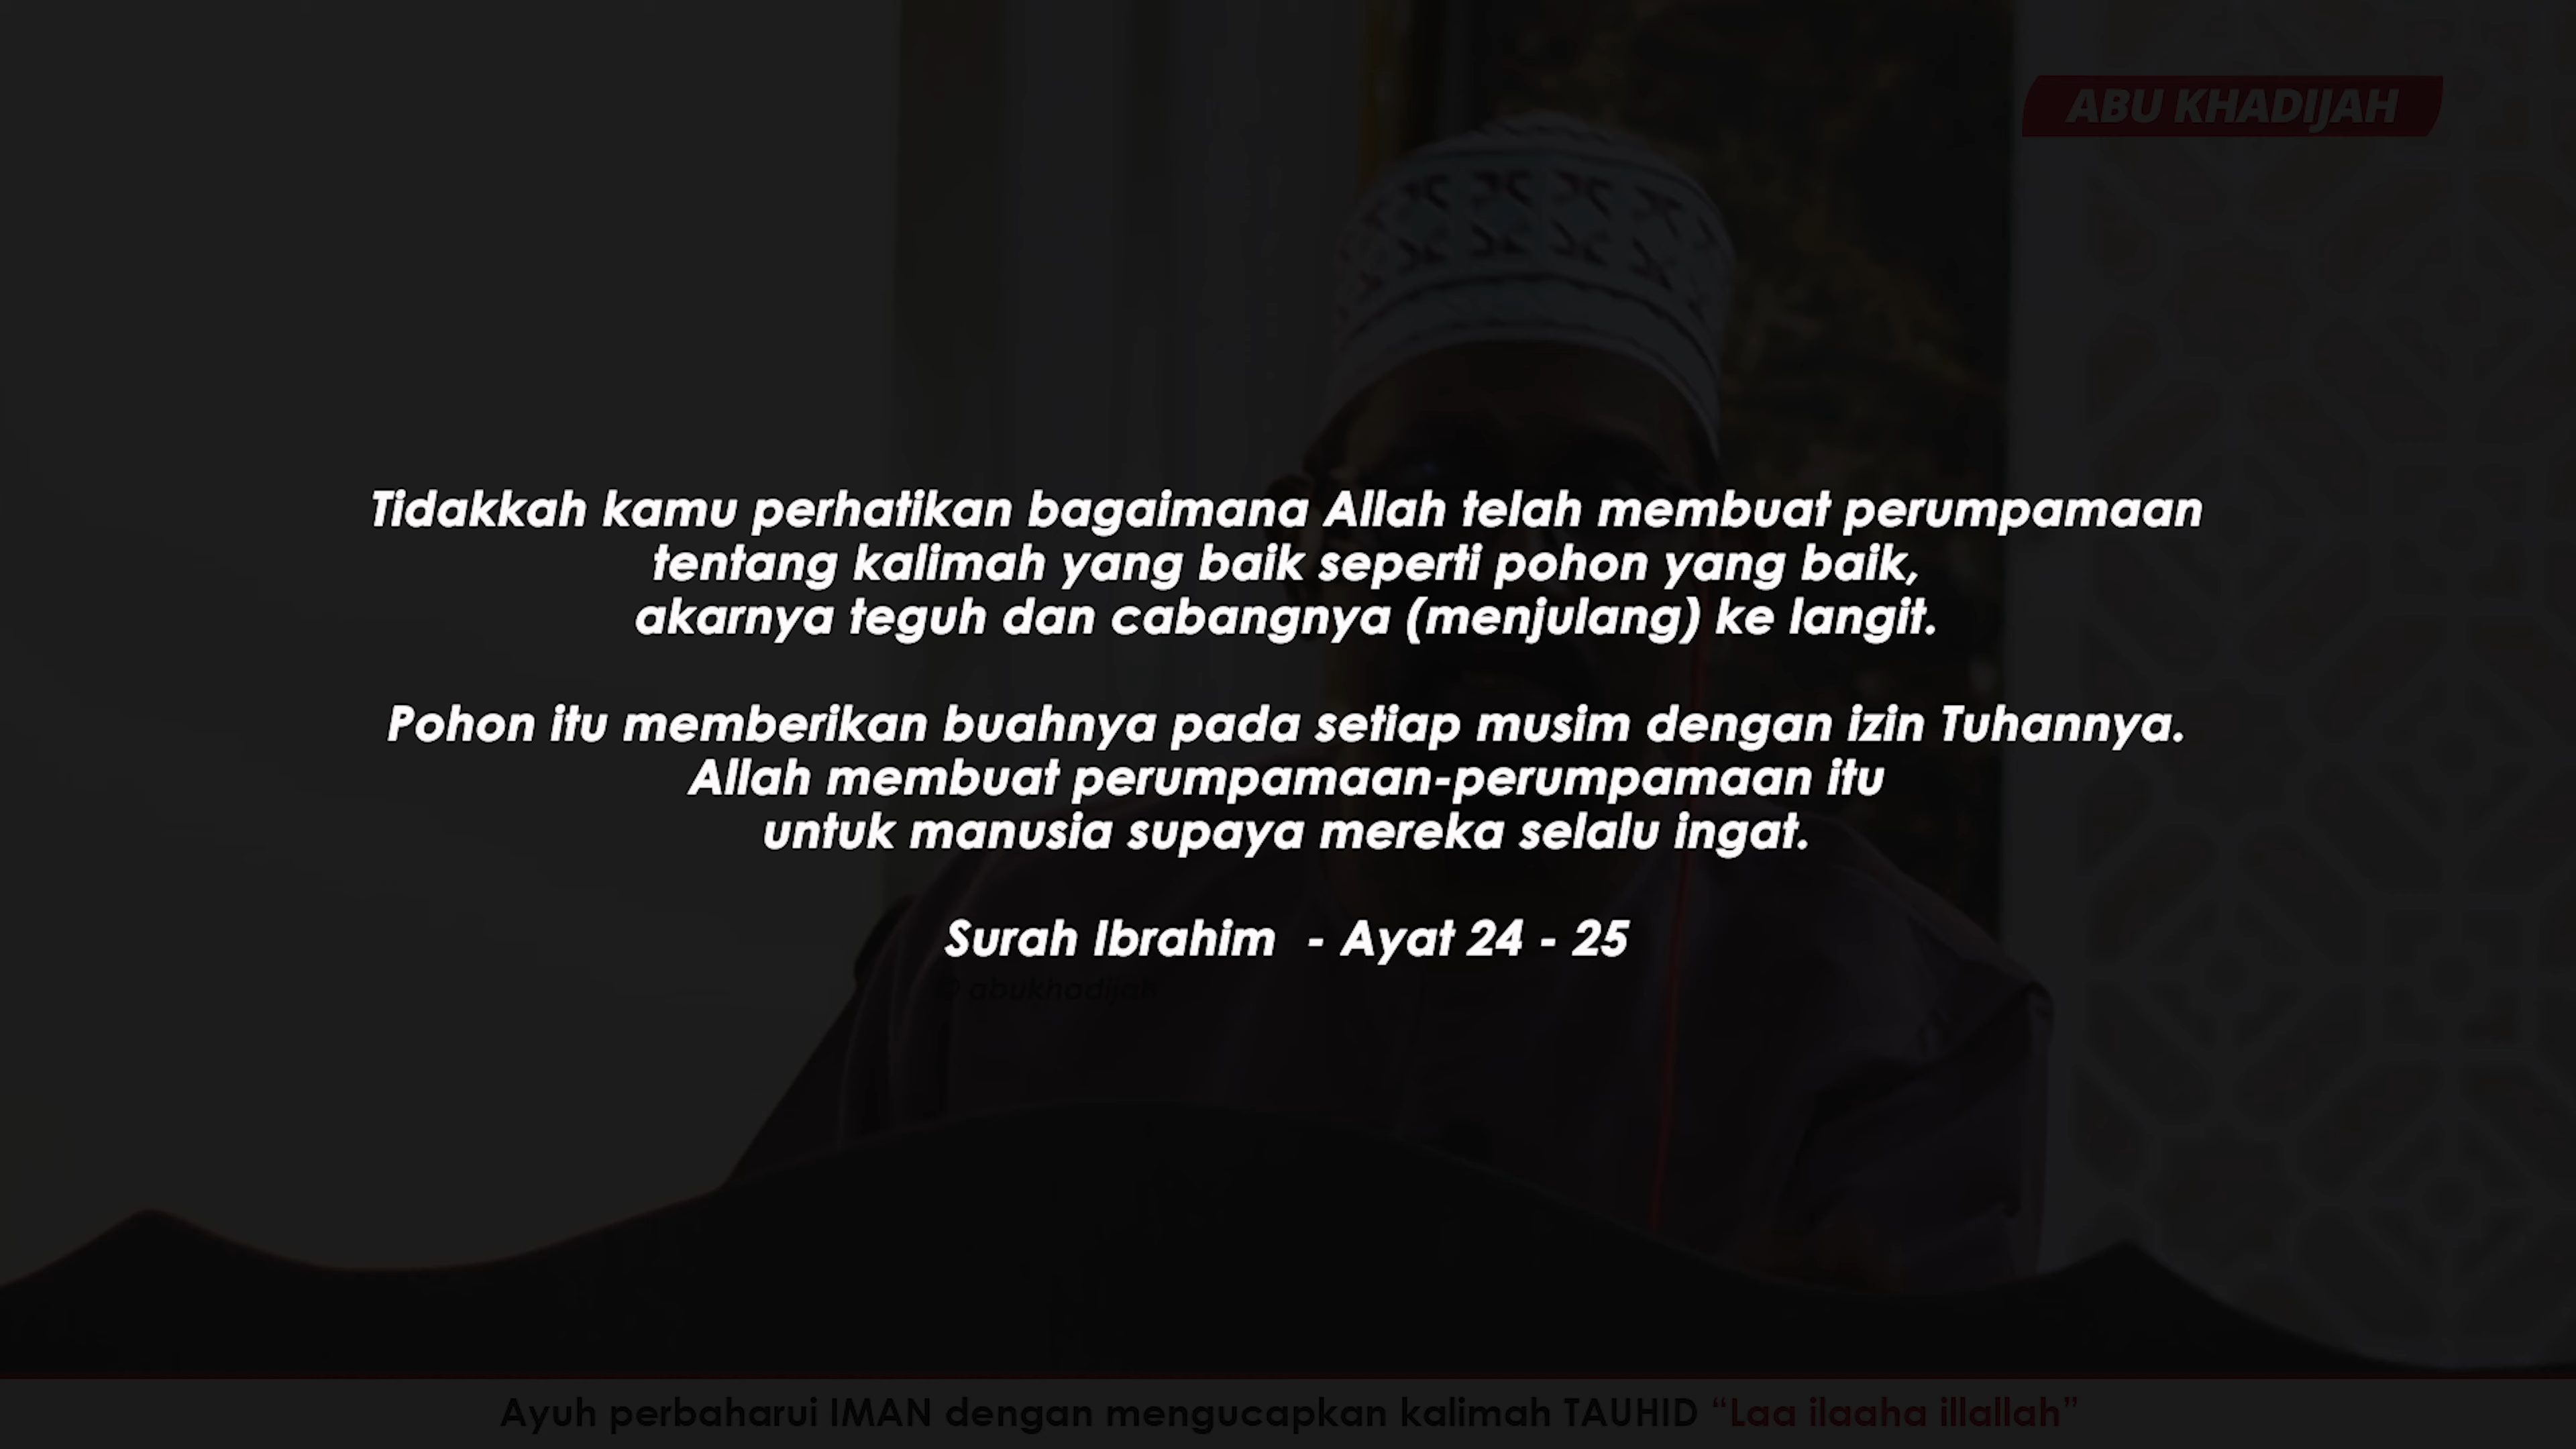 ABU KHADIJAH
Tidakkah kamu perhatikan bagaimana Allah telah membuat perumpamaan
tentang kalimah yang baik seperti pohon yang baik,
akarnya teguh dan cabangnya (menjulang) ke langit.
Pohon itu memberikan buahnya pada setiap musim dengan izin Tuhannya.
Allah membuat perumpamaan-perumpamaan itu
untuk manusia supaya mereka selalu ingat.
Surah Ibrahim - Ayat 24 - 25
© abukhadijah
Ayuh perbaharui IMAN dengan mengucapkan kalimah TAUHID “Laa ilaaha illallah”